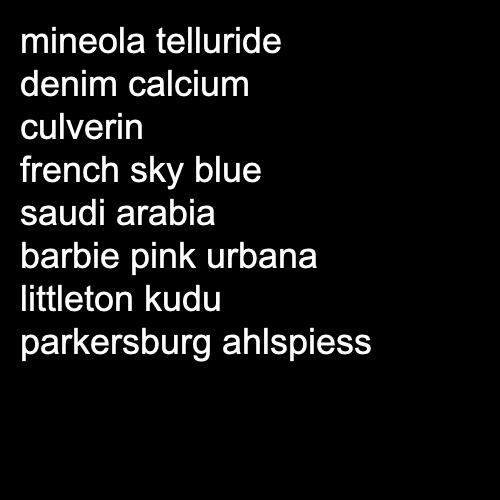 mineola telluride
denim calcium
culverin
french sky blue
saudi arabia
barbie pink urbana
littleton kudu
parkersburg ahlspiess